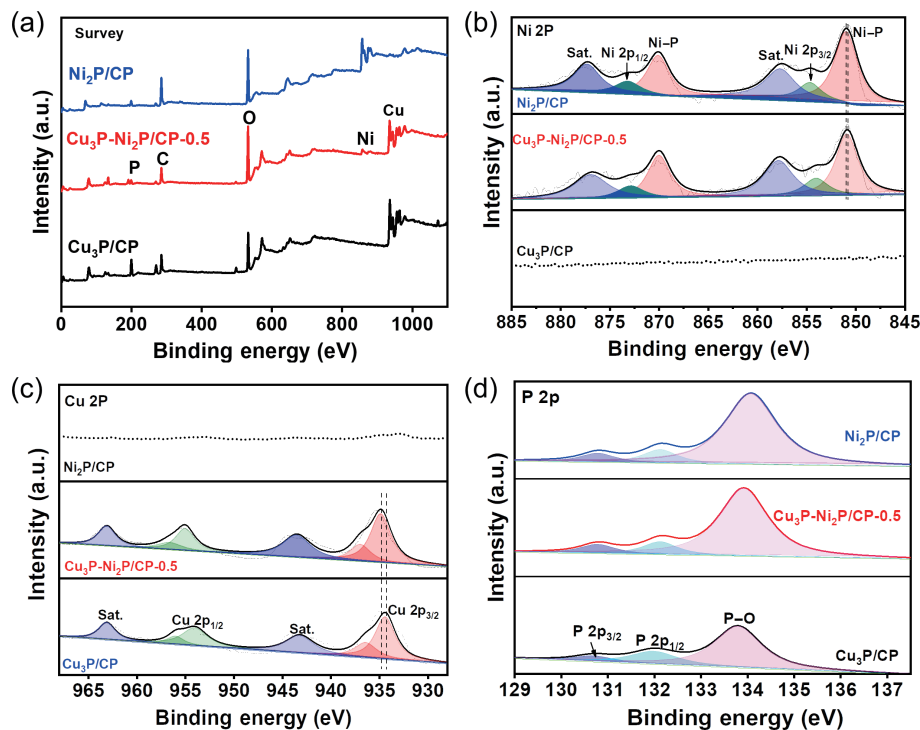 (a)
Survey
Ni₂P/CP
Cu₃P-Ni₂P/CP-0.5
P
C
O
Ni
Cu
Cu₃P/CP
0 200 400 600 800 1000
Binding energy (eV)
Intensity (a.u.)
(b)
Ni 2P
Sat.
Ni 2p₁/₂
Ni–P
Sat.
Ni 2p₃/₂
Ni–P
Ni₂P/CP
Cu₃P-Ni₂P/CP-0.5
Cu₃P/CP
885 880 875 870 865 860 855 850 845
Binding energy (eV)
Intensity (a.u.)
(c)
Cu 2P
Ni₂P/CP
Cu₃P-Ni₂P/CP-0.5
Sat.
Cu 2p₁/₂
Sat.
Cu 2p₃/₂
Cu₃P/CP
965 960 955 950 945 940 935 930
Binding energy (eV)
Intensity (a.u.)
(d)
P 2p
Ni₂P/CP
Cu₃P-Ni₂P/CP-0.5
P 2p₃/₂
P 2p₁/₂
P–O
Cu₃P/CP
129 130 131 132 133 134 135 136 137
Binding energy (eV)
Intensity (a.u.)